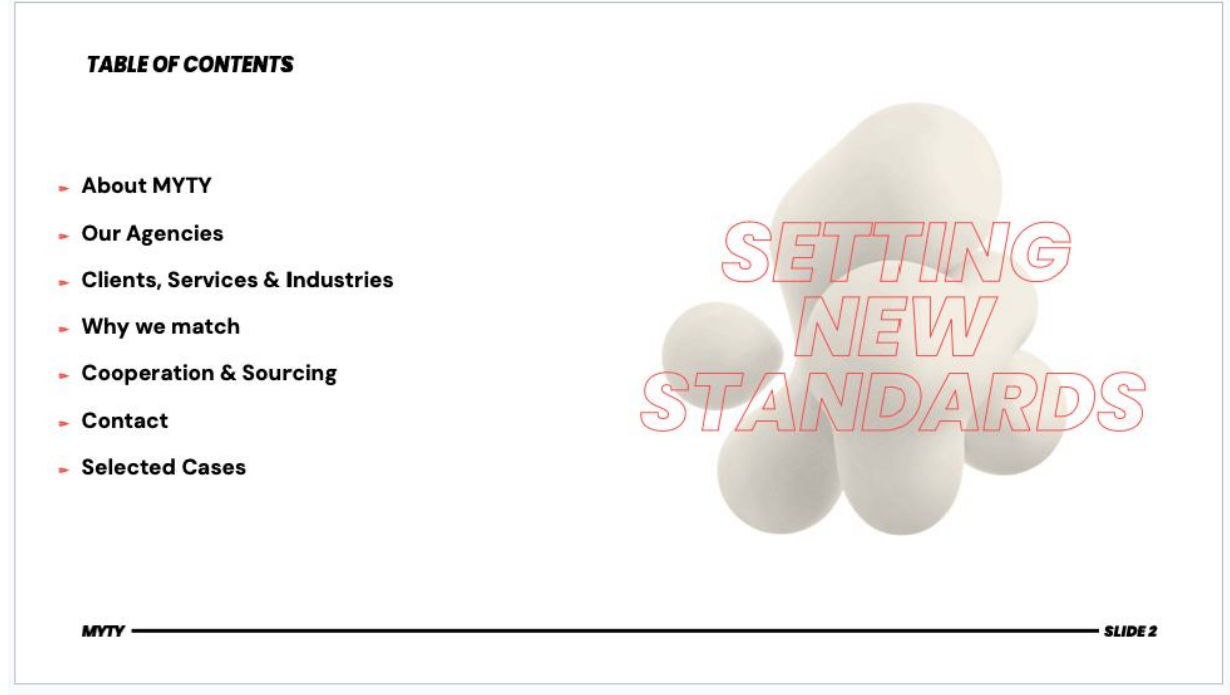 TABLE OF CONTENTS
About MYTY
Our Agencies
Clients, Services & Industries
Why we match
Cooperation & Sourcing
Contact
Selected Cases
SETTING
NEW
STANDARDS
MYTY
SLIDE 2